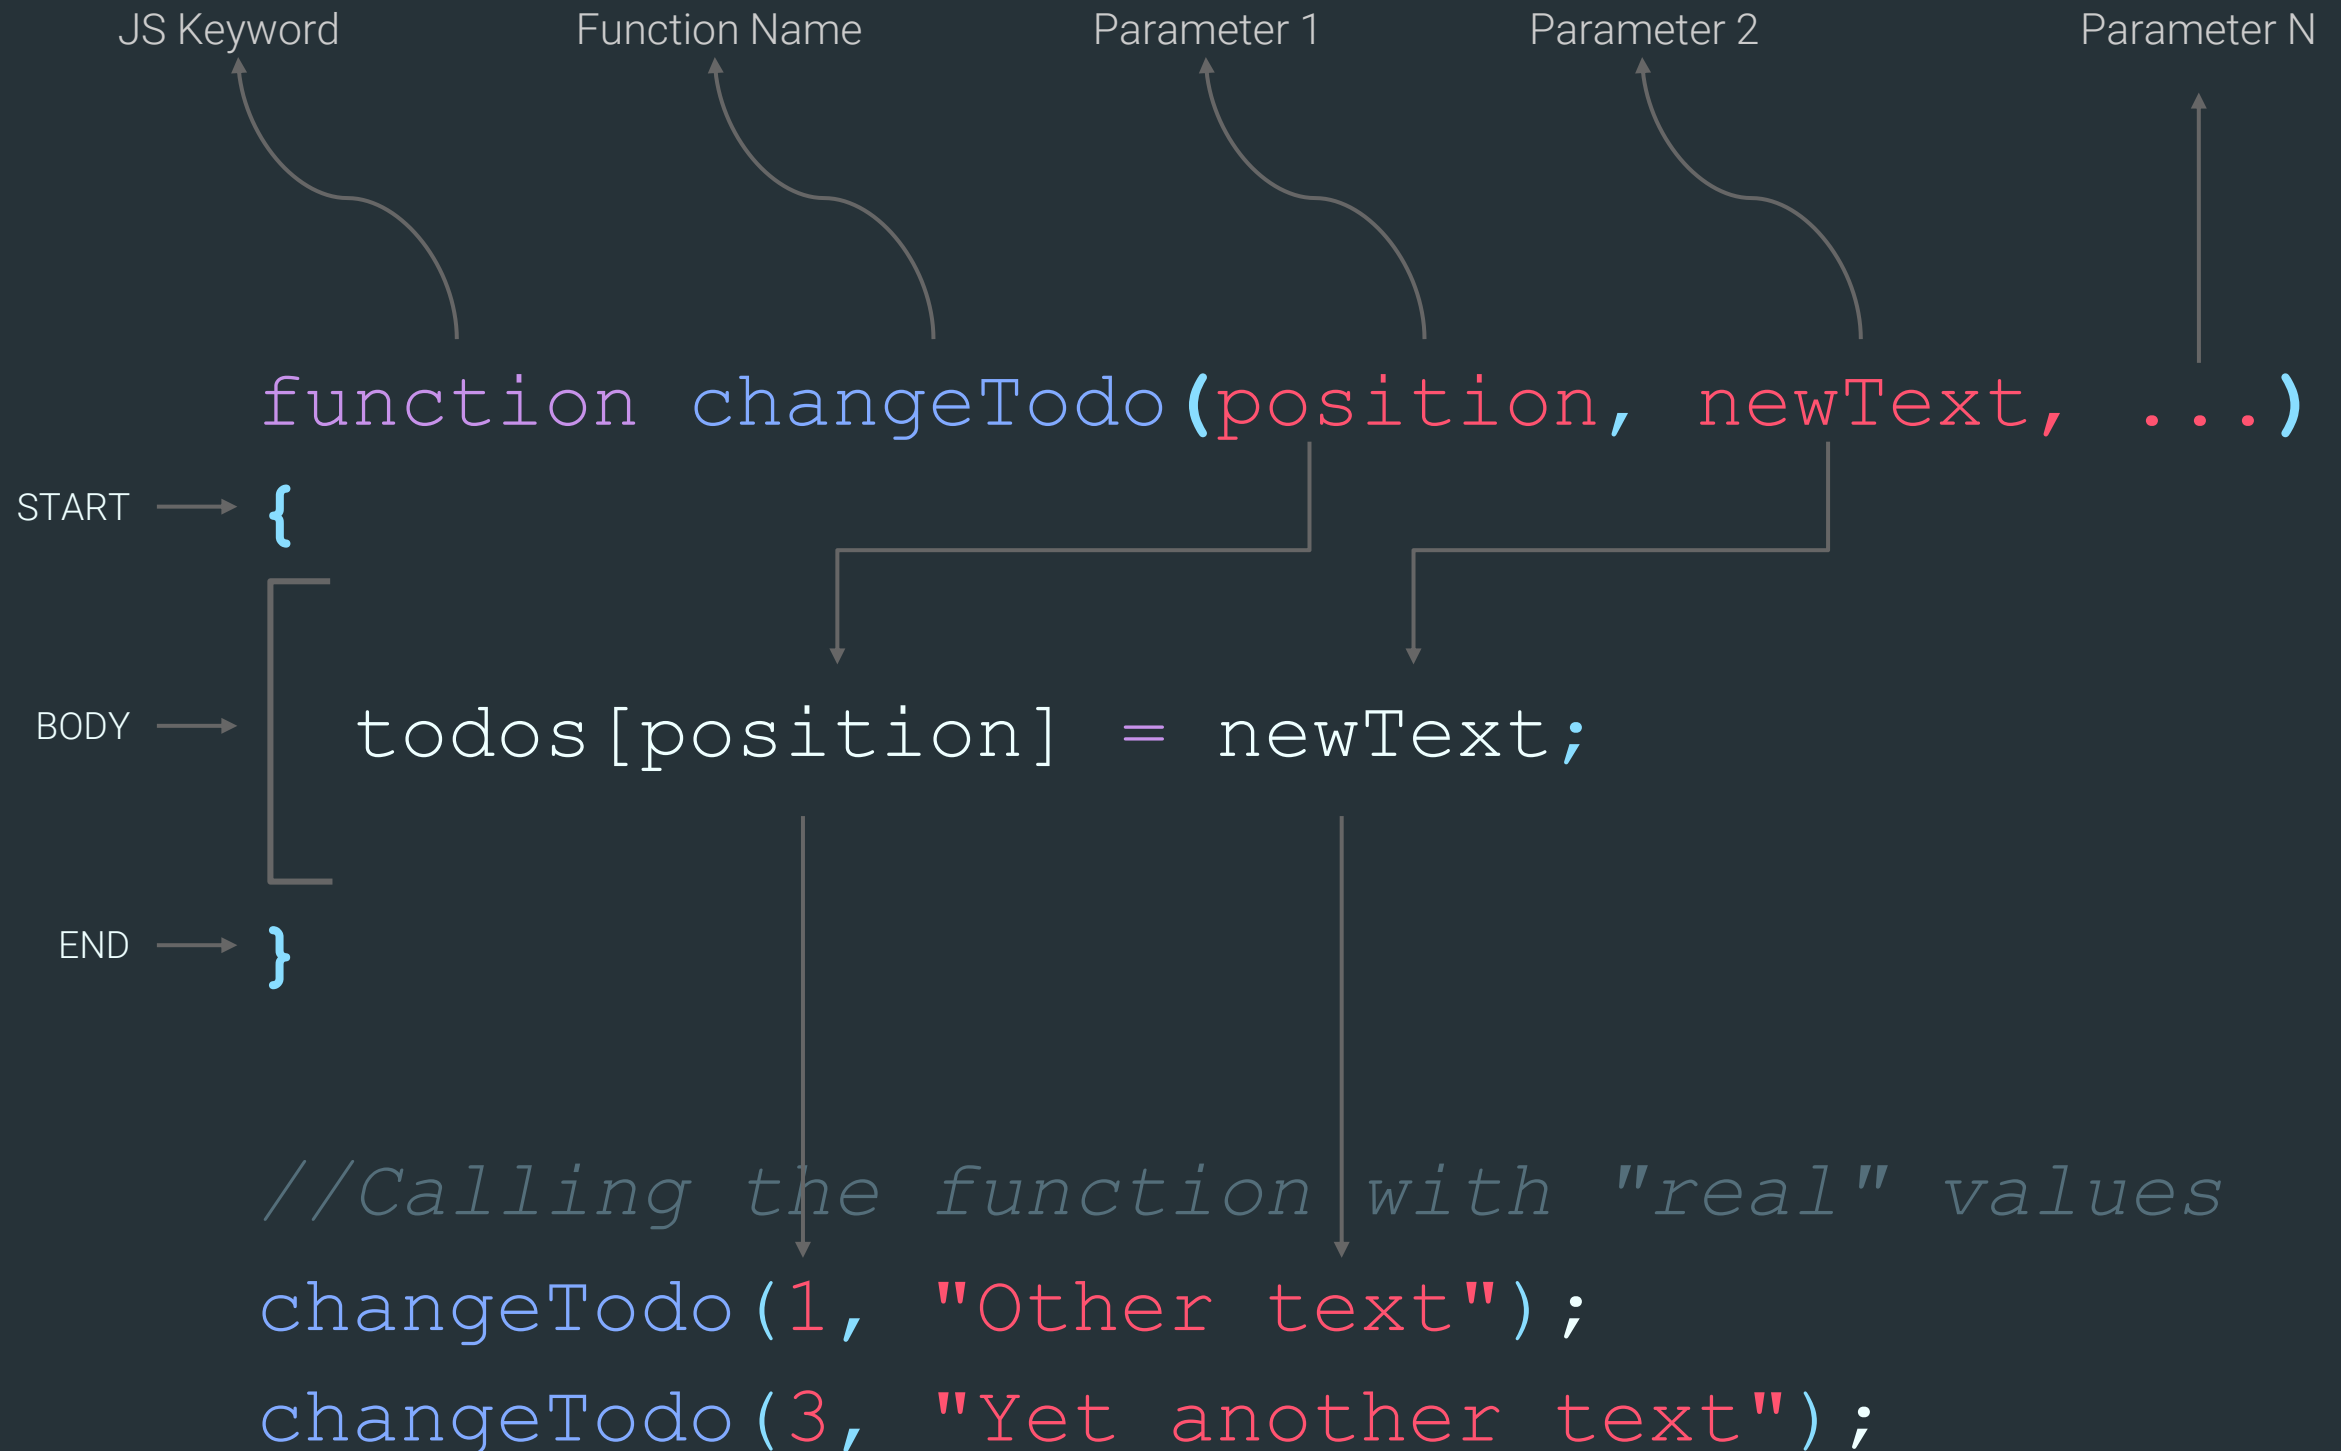 JS Keyword Function Name Parameter 1 Parameter 2 Parameter N
function changeTodo(position, newText, ...)
START {
BODY todos[position] = newText;
END }
//Calling the function with "real" values
changeTodo(1, "Other text");
changeTodo(3, "Yet another text");